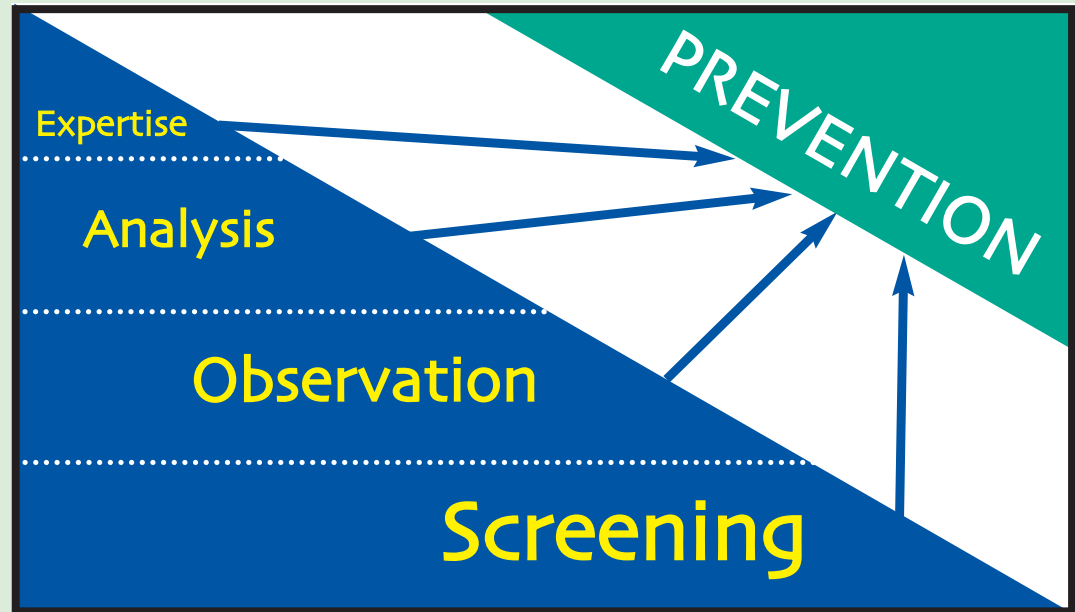 PREVENTION
Expertise
Analysis
Observation
Screening